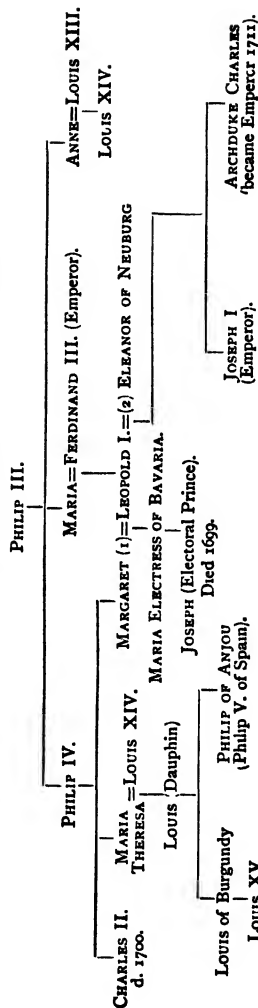 PHILIP III.
PHILIP IV.
MARIA=FERDINAND III. (Emperor).
ANNE=LOUIS XIII.
LOUIS XIV.
CHARLES II.
d. 1700.
MARIA
THERESA =LOUIS XIV.
MARGARET (1)=LEOPOLD I.=(2) ELEANOR OF NEUBURG
Louis (Dauphin)
MARIA ELECTRESS OF BAVARIA.
JOSEPH (Electoral Prince).
Died 1699.
Louis of Burgundy
LOUIS XV
PHILIP OF ANJOU
(Philip V. of Spain).
JOSEPH I
(Emperor).
ARCHDUKE CHARLES
(became Emperor 1711).